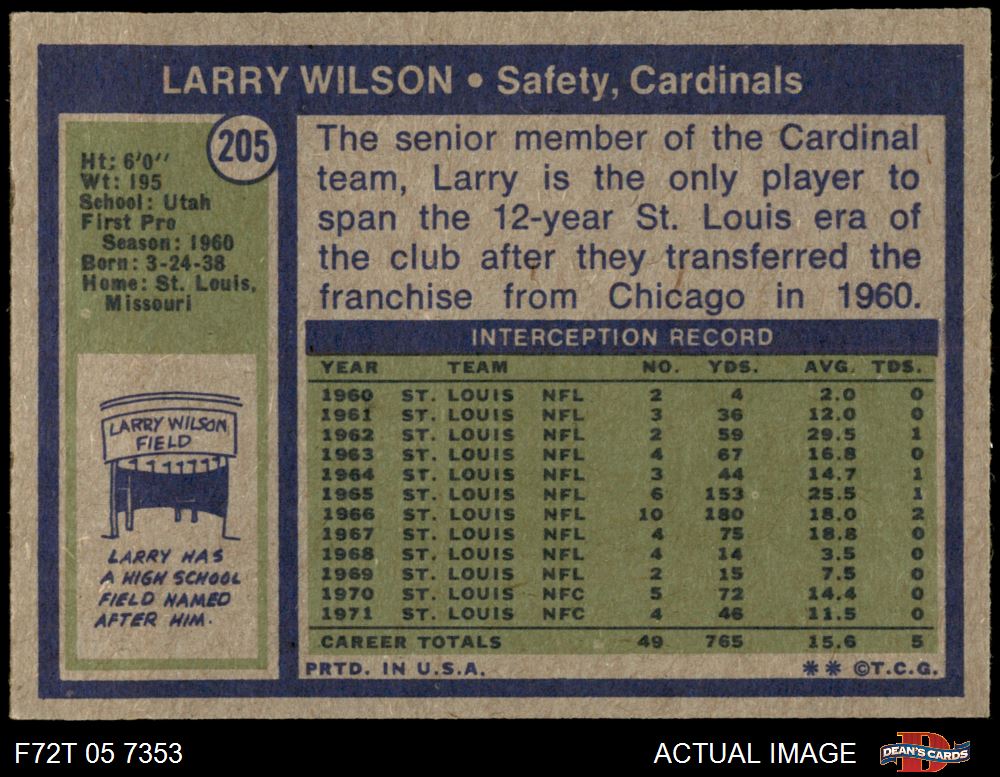 LARRY WILSON • Safety, Cardinals
205
Ht: 6'0''
Wt: 195
School: Utah
First Pro
Season: 1960
Born: 3-24-38
Home: St. Louis,
Missouri
LARRY WILSON
FIELD
LARRY HAS
A HIGH SCHOOL
FIELD NAMED
AFTER HIM.
The senior member of the Cardinal
team, Larry is the only player to
span the 12-year St. Louis era of
the club after they transferred the
franchise from Chicago in 1960.
INTERCEPTION RECORD
YEAR TEAM NO. YDS. AVG. TDS.
1960 ST. LOUIS NFL 2 4 2.0 0
1961 ST. LOUIS NFL 3 36 12.0 0
1962 ST. LOUIS NFL 2 59 29.5 1
1963 ST. LOUIS NFL 4 67 16.8 0
1964 ST. LOUIS NFL 3 44 14.7 1
1965 ST. LOUIS NFL 6 153 25.5 1
1966 ST. LOUIS NFL 10 180 18.0 2
1967 ST. LOUIS NFL 4 75 18.8 0
1968 ST. LOUIS NFL 4 14 3.5 0
1969 ST. LOUIS NFL 2 15 7.5 0
1970 ST. LOUIS NFC 5 72 14.4 0
1971 ST. LOUIS NFC 4 46 11.5 0
CAREER TOTALS 49 765 15.6 5
PRTD. IN U.S.A. ** ©T.C.G.
F72T 05 7353 ACTUAL IMAGE DEAN'S CARDS